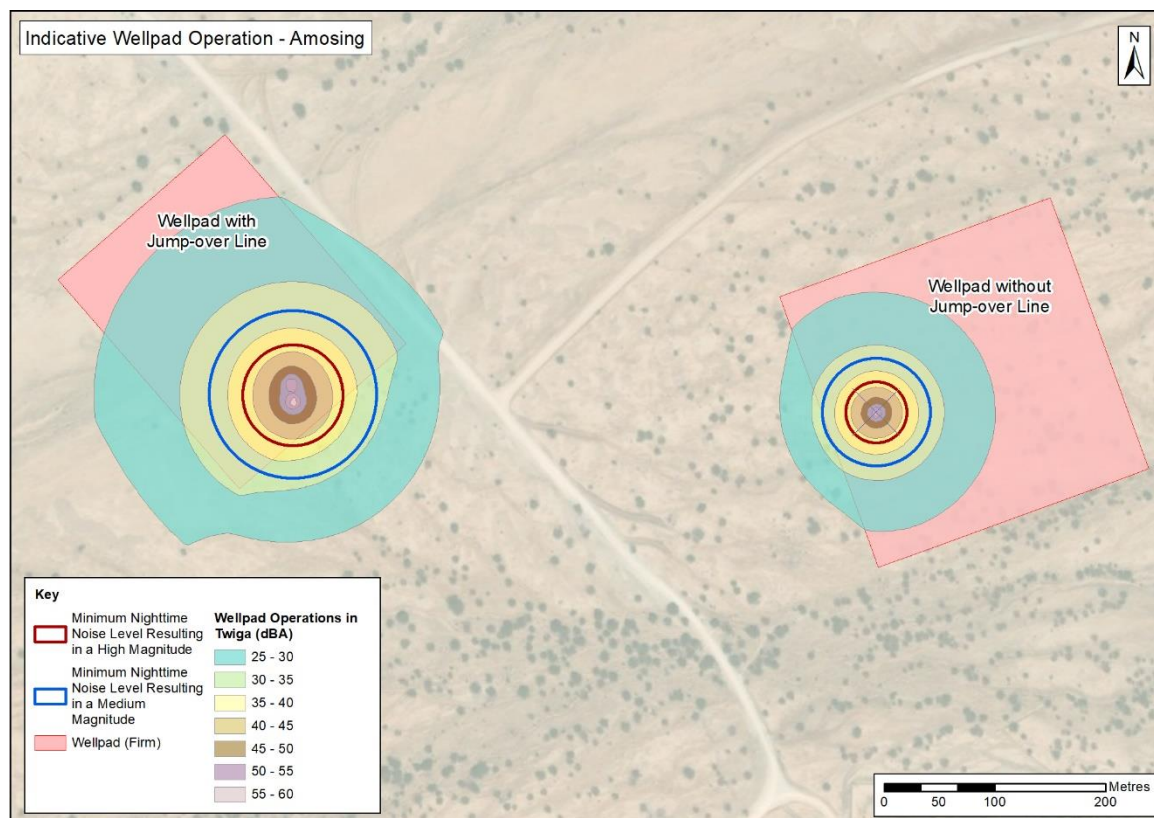 Indicative Wellpad Operation - Amosing
N
Wellpad with
Jump-over Line
Wellpad without
Jump-over Line
Key
Minimum Nighttime
Noise Level Resulting
in a High Magnitude
Minimum Nighttime
Noise Level Resulting
in a Medium
Magnitude
Wellpad (Firm)
Wellpad Operations in
Twiga (dBA)
25 - 30
30 - 35
35 - 40
40 - 45
45 - 50
50 - 55
55 - 60
Metres
0 50 100 200